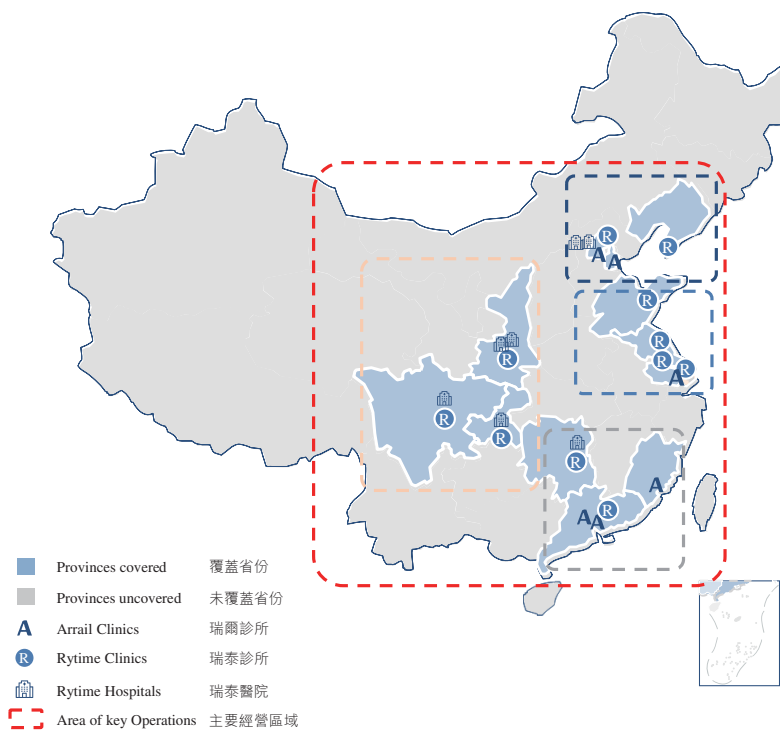 R
R
R
A
A
R
R
R
R
A
R
R
R
R
A
A
A
R
Provinces covered 覆蓋省份
Provinces uncovered 未覆蓋省份
A Arrail Clinics 瑞爾診所
R Rytime Clinics 瑞泰診所
Rytime Hospitals 瑞泰醫院
Area of key Operations 主要經營區域